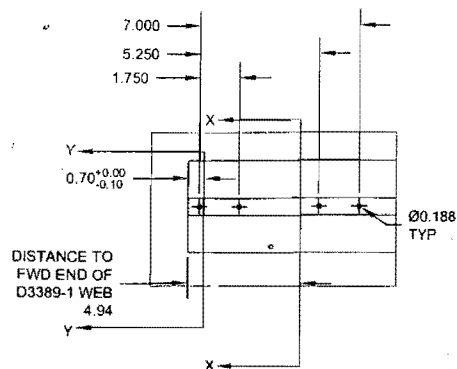 7.000
5.250
1.750
X
Y
0.70 +0.00 -0.10
Ø0.188
TYP
DISTANCE TO
FWD END OF
D3389-1 WEB
4.94
Y
X